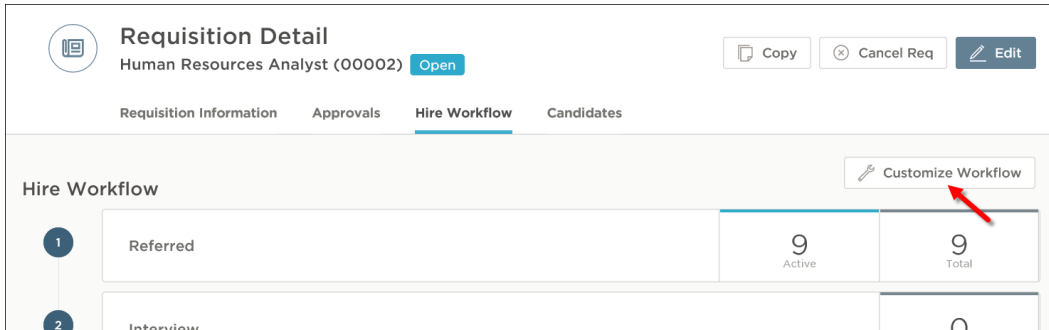 Requisition Detail
Human Resources Analyst (00002) Open
Copy
Cancel Req
Edit
Requisition Information Approvals Hire Workflow Candidates
Customize Workflow
Hire Workflow
1
Referred
9
Active
9
Total
2
Interview
0